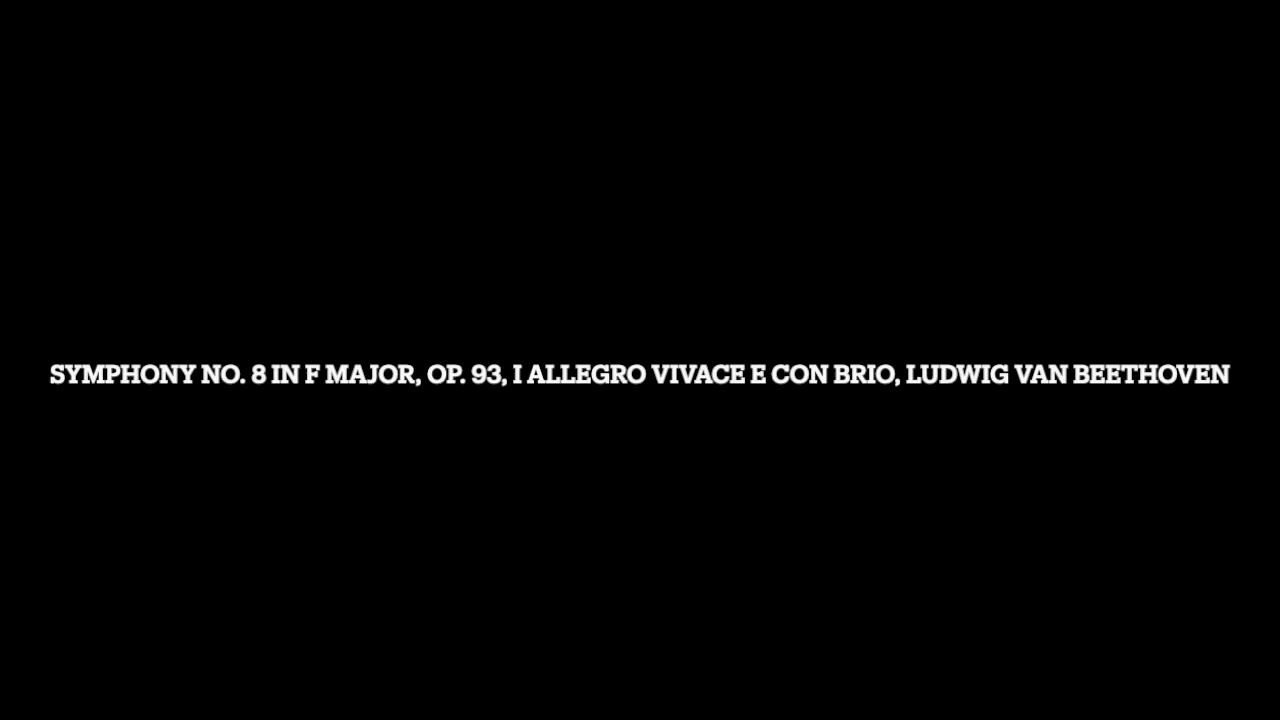 SYMPHONY NO. 8 IN F MAJOR, OP. 93, I ALLEGRO VIVACE E CON BRIO, LUDWIG VAN BEETHOVEN